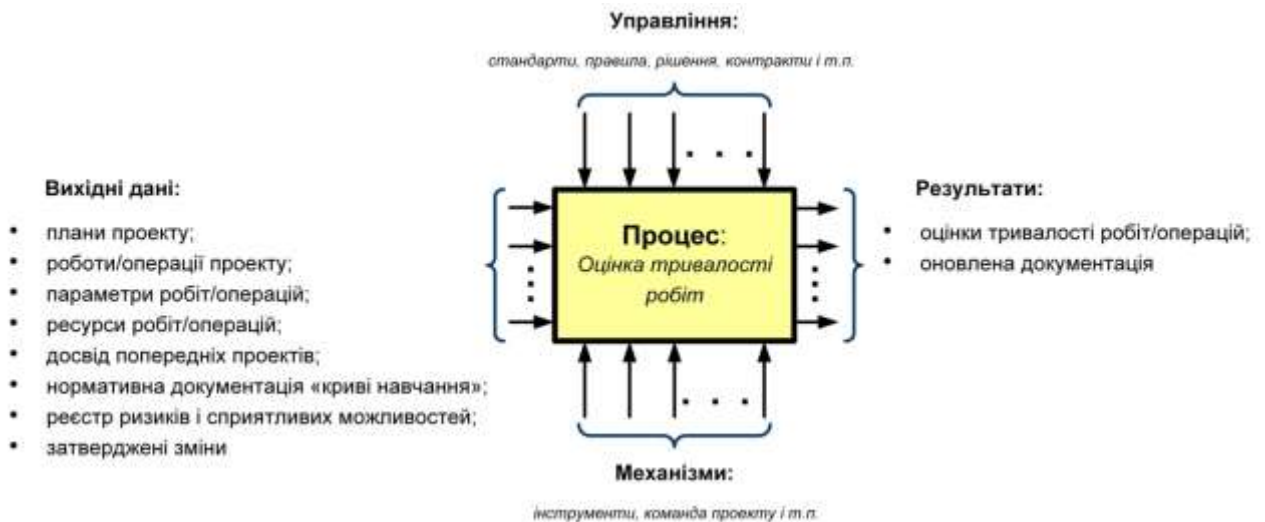 Управління:
стандарти, правила, рішення, контракти і т.п.
Вихідні дані:
• плани проекту;
• роботи/операції проекту;
• параметри робіт/операцій;
• ресурси робіт/операцій;
• досвід попередніх проектів;
• нормативна документація «криві навчання»;
• реєстр ризиків і сприятливих можливостей;
• затверджені зміни
Процес:
Оцінка тривалості
робіт
Результати:
• оцінки тривалості робіт/операцій;
• оновлена документація
Механізми:
інструменти, команда проекту і т.п.